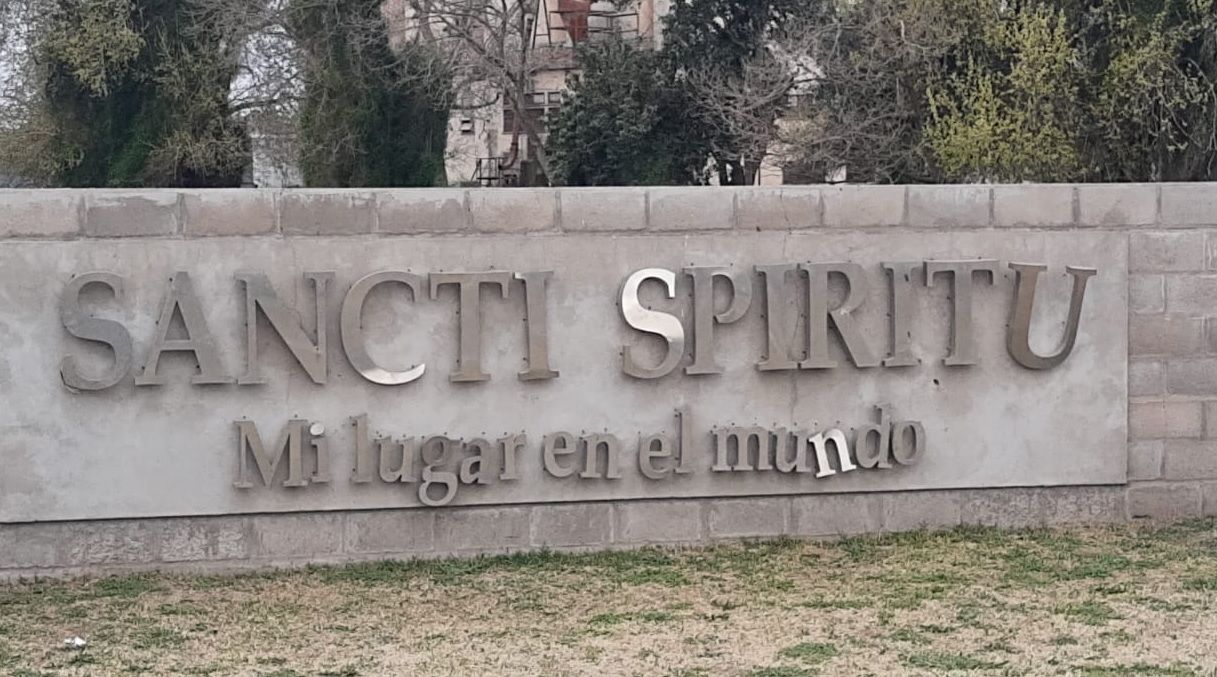 SANCTI SPIRITU
Mi lugar en el mundo